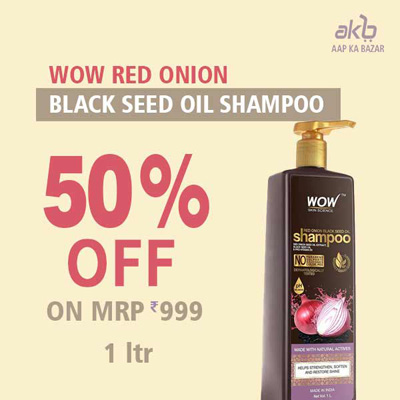 akb
AAP KA BAZAR
WOW RED ONION
BLACK SEED OIL SHAMPOO
50%
OFF
ON MRP ₹999
1 ltr
WOW
SKIN SCIENCE
RED ONION BLACK SEED OIL
shampoo
NO
MADE WITH NATURAL ACTIVES
HELPS STRENGTHEN, SOFTEN
AND RESTORE SHINE
MADE IN INDIA